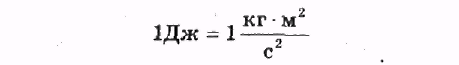 1Дж = 1 кг · м² / с² .